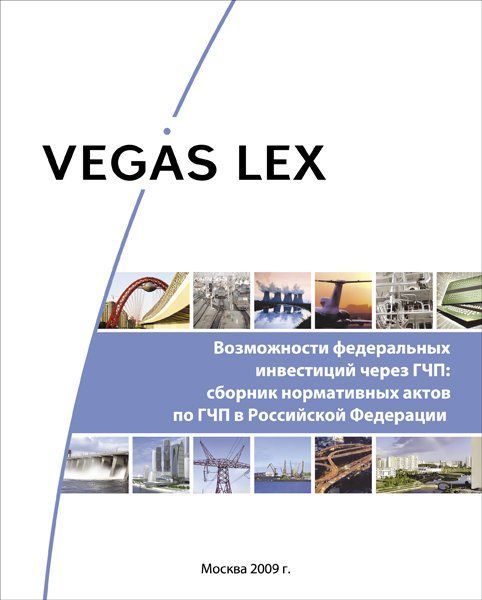 VEGAS LEX
Возможности федеральных
инвестиций через ГЧП:
сборник нормативных актов
по ГЧП в Российской Федерации
Москва 2009 г.